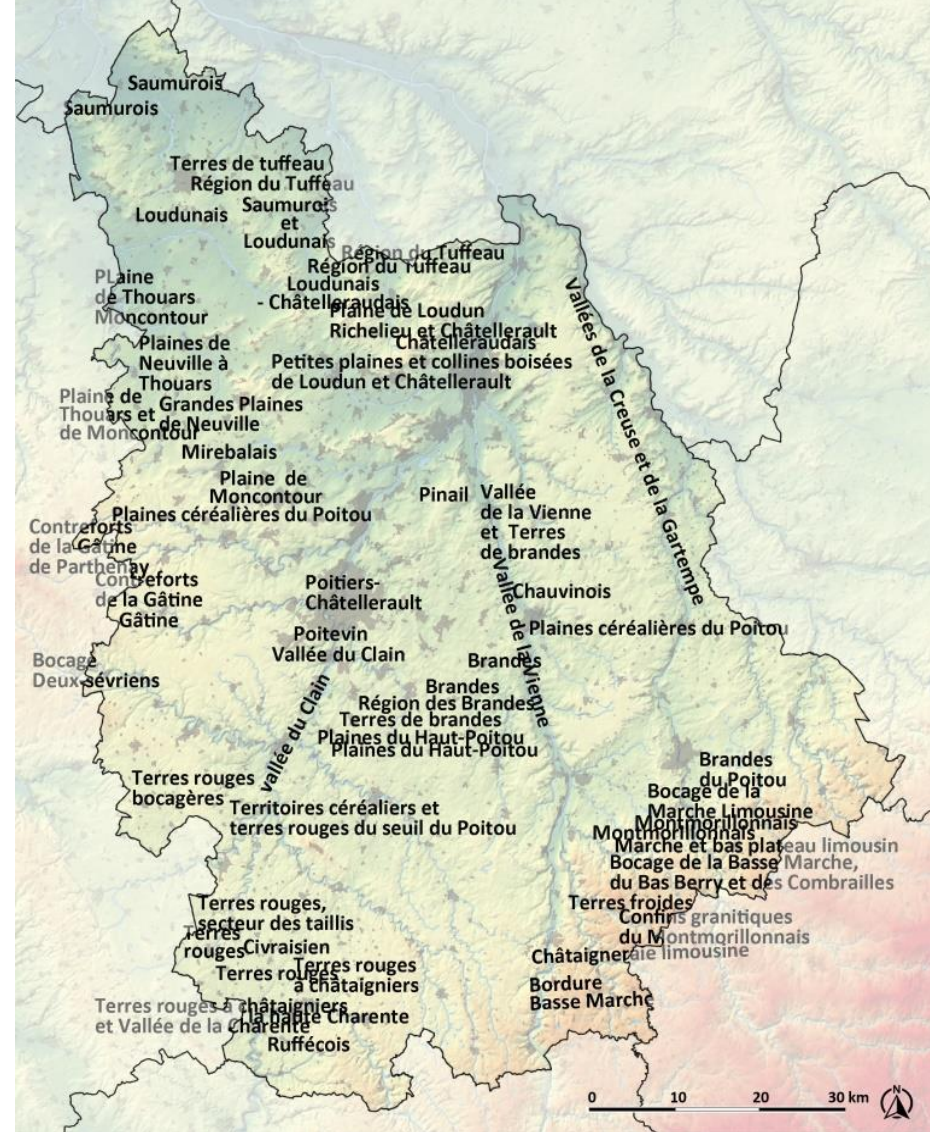 Saumurois
Saumurois
Terres de tuffeau
Région du Tuffeau
Loudunais
Saumurois
et
Loudunais
Région du Tuffeau
Région du Tuffeau
Loudunais
- Châtelleraudais
Plaine de Loudun
Richelieu et Châtellerault
Châtelleraudais
Plaine
de Thouars
Moncontour
Plaines de
Neuville à
Thouars
Petites plaines et collines boisées
de Loudun et Châtellerault
Plaine de
Thouars et
de Moncontour
Grandes Plaines
de Neuville
Mirebalais
Plaine de
Moncontour
Plaines céréalières du Poitou
Pinail
Vallée
de la Vienne
et Terres
de brandes
Vallées de la Creuse et de la Gartempe
Contreforts
de la Gâtine
de Parthenay
Contreforts
de la Gâtine
Gâtine
Poitiers-
Châtellerault
Chauvinois
Vallée de la Vienne
Plaines céréalières du Poitou
Poitevin
Vallée du Clain
vallée du Clain
Bocage
Deux-sévriens
Brandes
Brandes
Région des Brandes
Terres de brandes
Plaines du Haut-Poitou
Plaines du Haut-Poitou
Terres rouges
bocagères
Territoires céréaliers et
terres rouges du seuil du Poitou
Brandes
du Poitou
Bocage de la
Marche Limousine
Montmorillonnais
Montmorillonnais
Marche et bas plateau limousin
Bocage de la Basse Marche,
du Bas Berry et des Combrailles
Terres froides
Confins granitiques
du Montmorillonnais
Châtaigneraie limousine
Bordure
Basse Marche
Terres rouges,
secteur des taillis
Terres
rouges
Civraisien
Terres rouges
Terres rouges
à châtaigniers
Terres rouges à châtaigniers
et Vallée de la Charente
la haute Charente
Ruffécois
0 10 20 30 km
N